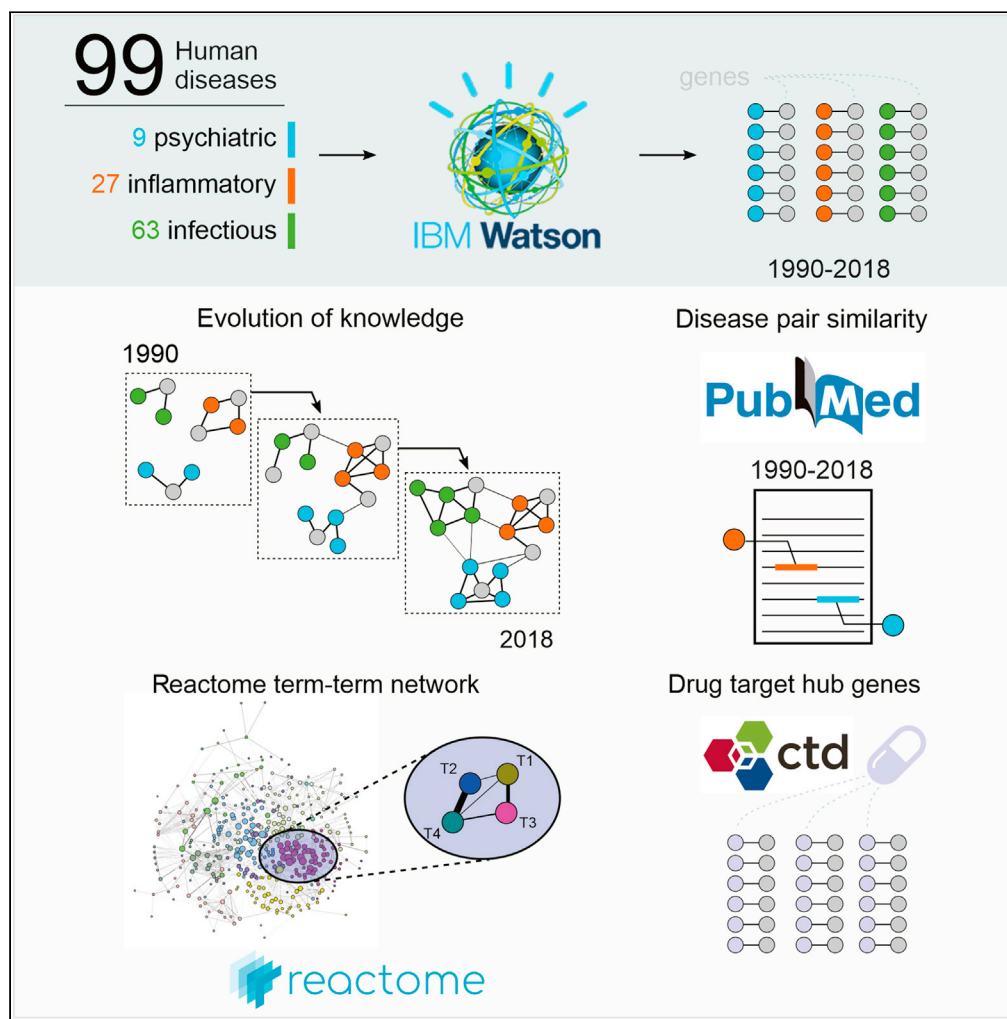 99 Human
diseases
9 psychiatric
27 inflammatory
63 infectious
IBM Watson
genes
1990-2018
Evolution of knowledge
1990
2018
Disease pair similarity
PubMed
1990-2018
Reactome term-term network
T2
T1
T4
T3
reactome
Drug target hub genes
ctd